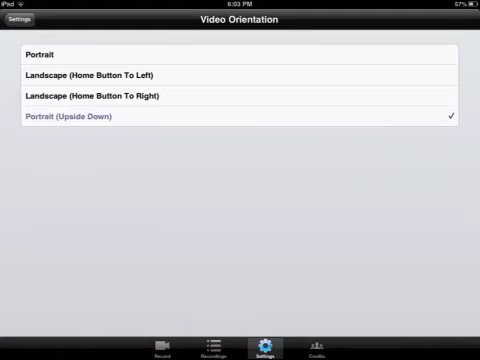 iPad 6:03 PM 57%
Settings Video Orientation
Portrait
Landscape (Home Button To Left)
Landscape (Home Button To Right)
Portrait (Upside Down)
Record Recordings Settings Credits